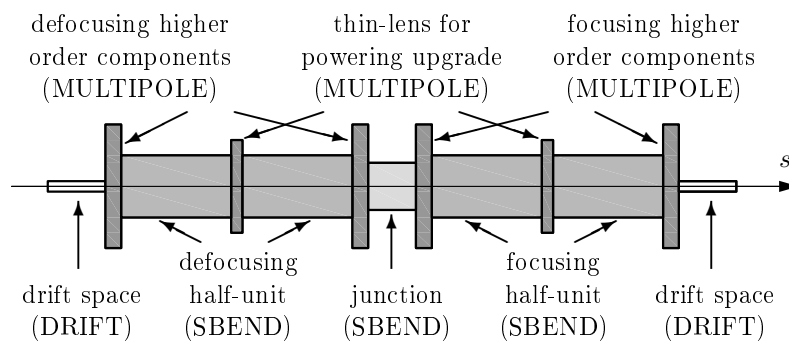 defocusing higher
order components
(MULTIPOLE)
thin-lens for
powering upgrade
(MULTIPOLE)
focusing higher
order components
(MULTIPOLE)
s
drift space
(DRIFT)
defocusing
half-unit
(SBEND)
junction
(SBEND)
focusing
half-unit
(SBEND)
drift space
(DRIFT)